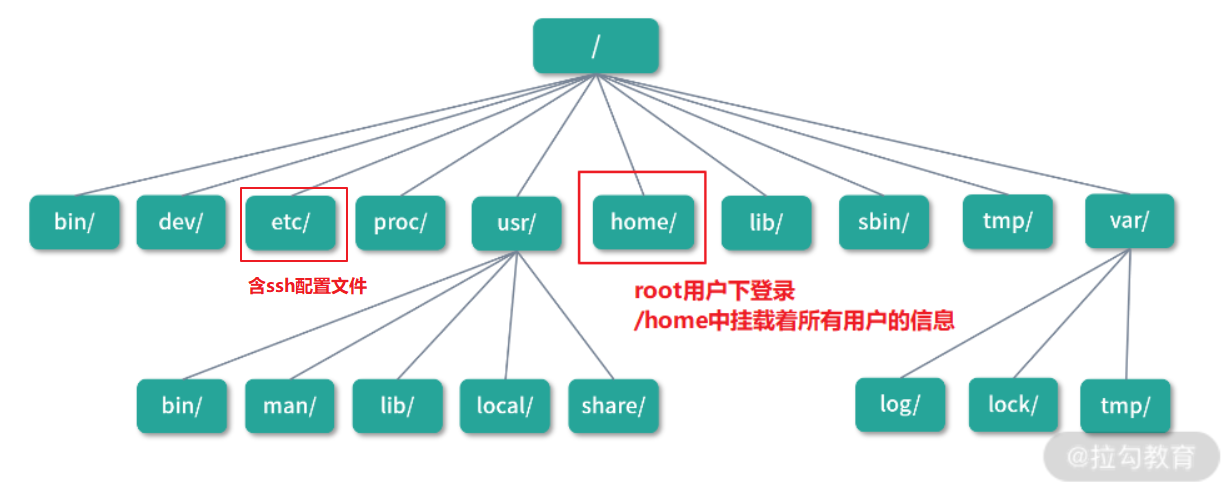 /
bin/
dev/
etc/
proc/
usr/
home/
lib/
sbin/
tmp/
var/
含ssh配置文件
root用户下登录
/home中挂载着所有用户的信息
bin/
man/
lib/
local/
share/
log/
lock/
tmp/
@拉勾教育